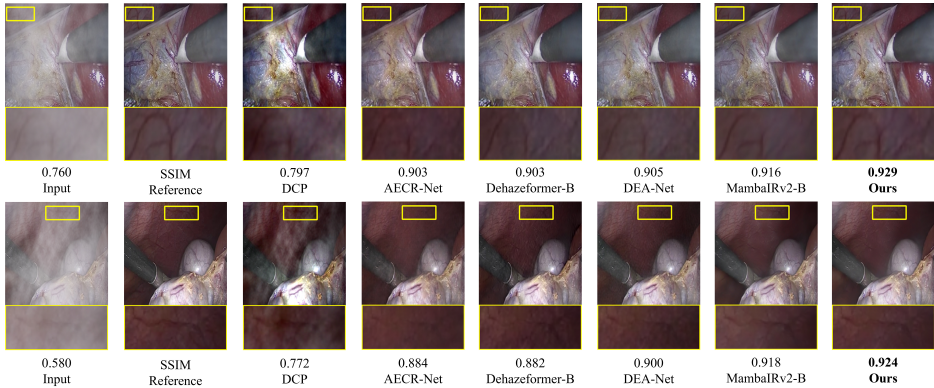 0.760 SSIM 0.797 0.903 0.903 0.905 0.916 0.929
Input Reference DCP AECR-Net Dehazeformer-B DEA-Net MambaIRv2-B Ours
0.580 SSIM 0.772 0.884 0.882 0.900 0.918 0.924
Input Reference DCP AECR-Net Dehazeformer-B DEA-Net MambaIRv2-B Ours